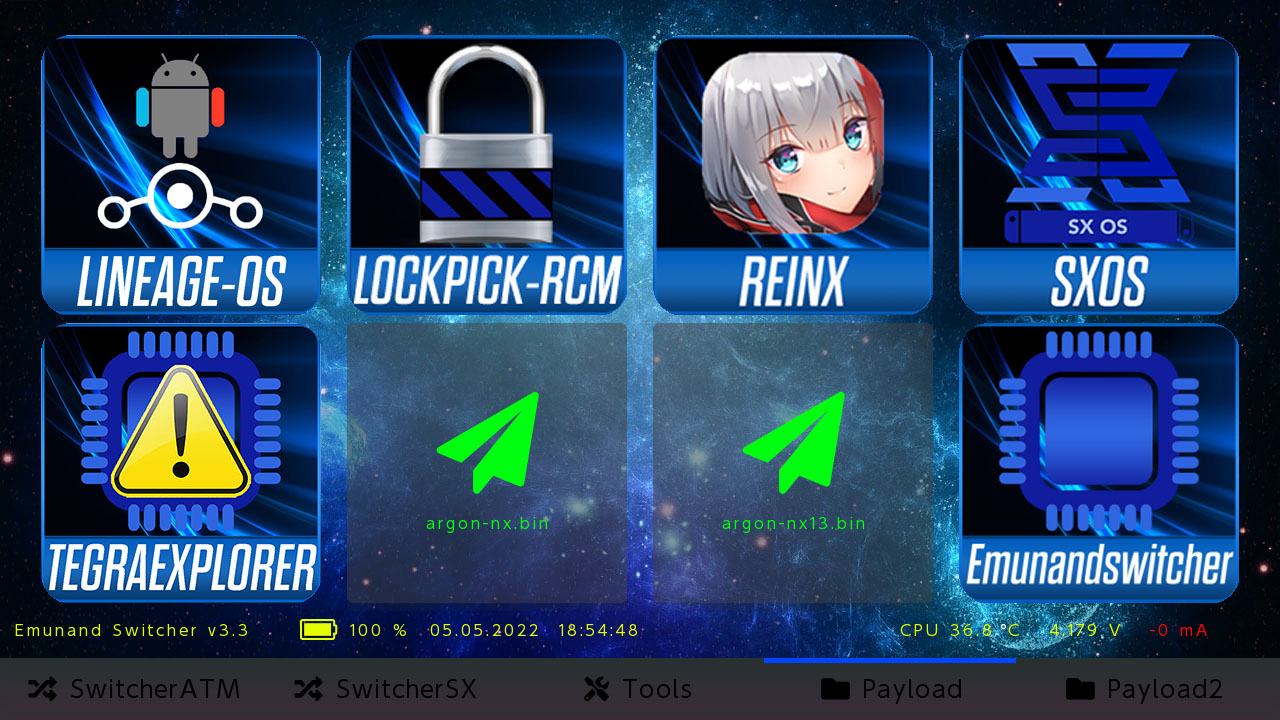 LINEAGE-OS
LOCKPICK-RCM
REINX
SX OS
SXOS
TEGRAEXPLORER
argon-nx.bin
argon-nx13.bin
Emunandswitcher
Emunand Switcher v3.3
100 %
05.05.2022 18:54:48
CPU 36.8 °C
4.179 V
-0 mA
SwitcherATM
SwitcherSX
Tools
Payload
Payload2